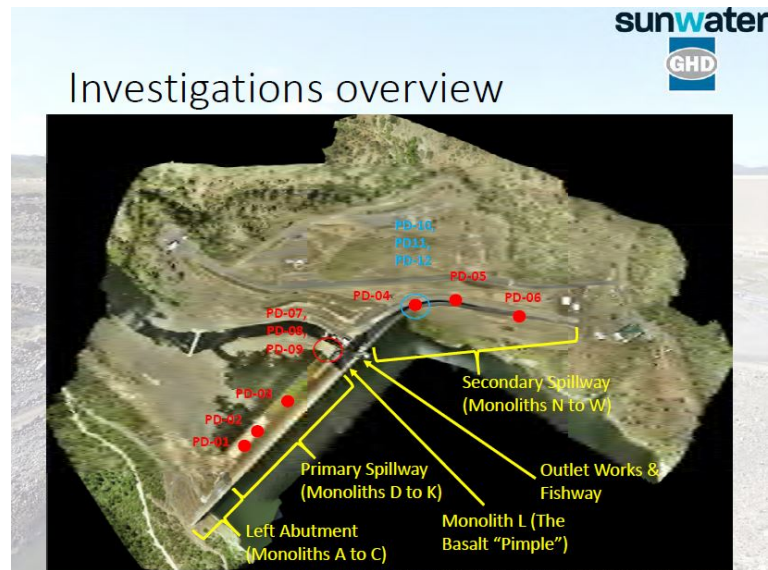 sunwater
GHD
Investigations overview
PD-10,
PD11,
PD-12
PD-05
PD-04
PD-06
PD-07,
PD-08,
PD-09
PD-03
PD-02
PD-01
Secondary Spillway
(Monoliths N to W)
Primary Spillway
(Monoliths D to K)
Outlet Works &
Fishway
Monolith L (The
Basalt “Pimple”)
Left Abutment
(Monoliths A to C)